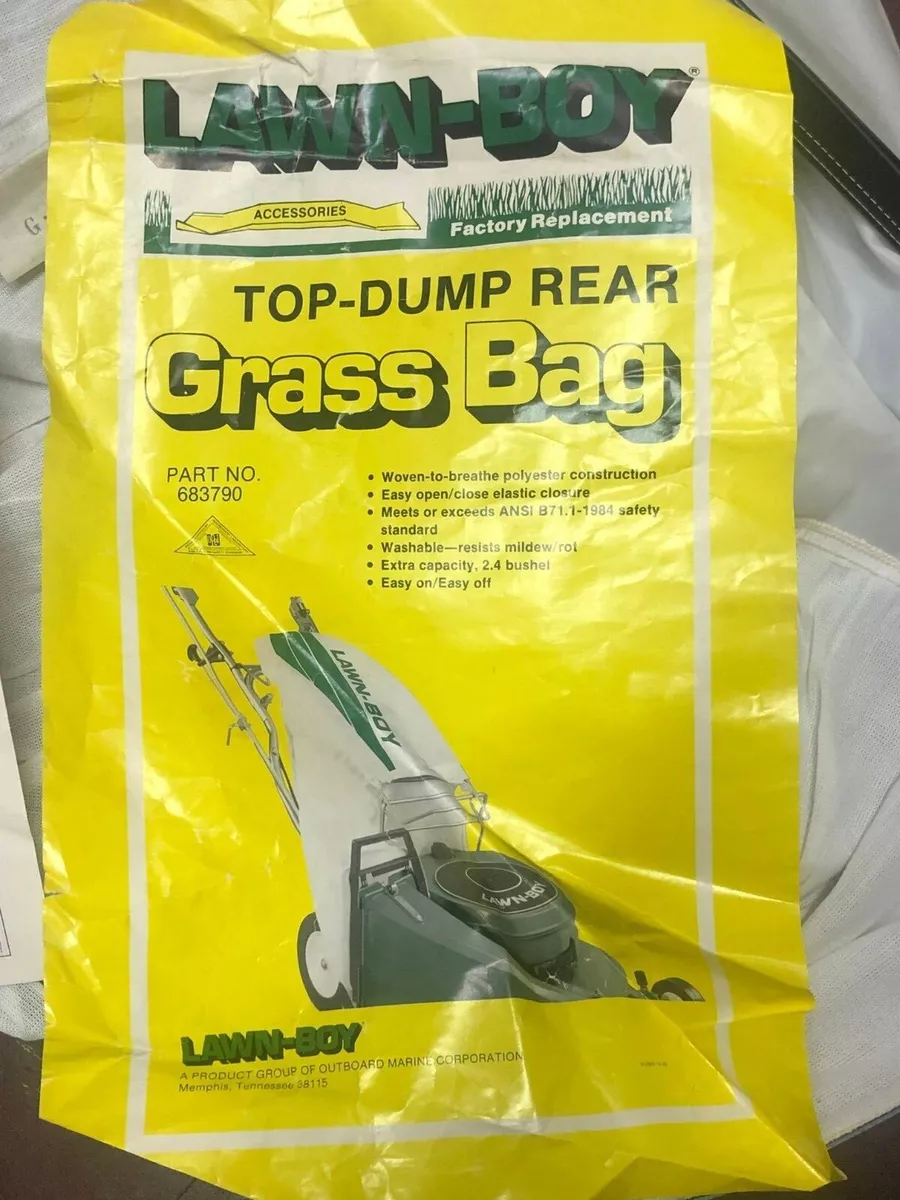 LAWN-BOY®
ACCESSORIES
Factory Replacement
TOP-DUMP REAR
Grass Bag
PART NO.
683790
• Woven-to-breathe polyester construction
• Easy open/close elastic closure
• Meets or exceeds ANSI B71.1-1984 safety
standard
• Washable—resists mildew/rot
• Extra capacity, 2.4 bushel
• Easy on/Easy off
LAWN-BOY
LAWN-BOY
LAWN-BOY
A PRODUCT GROUP OF OUTBOARD MARINE CORPORATION
Memphis, Tennessee 38115